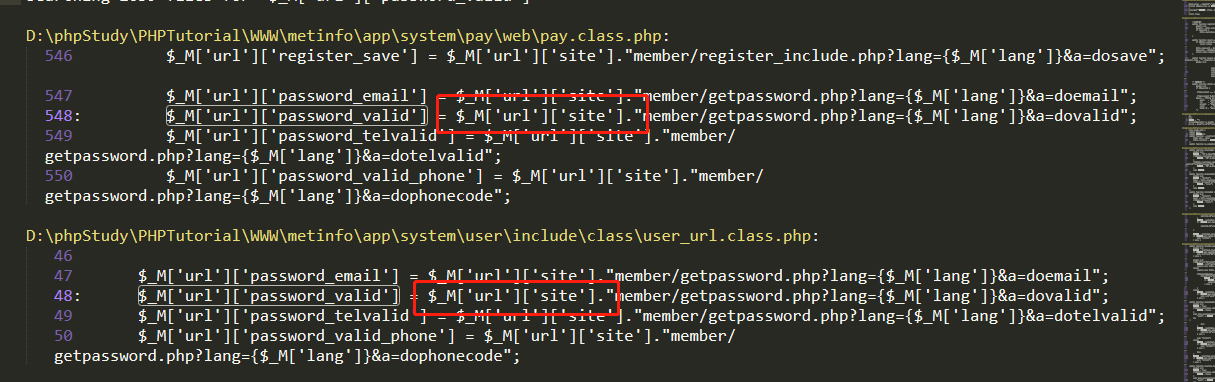 D:\phpStudy\PHPTutorial\WWW\metinfo\app\system\pay\web\pay.class.php:
546 $_M['url']['register_save'] = $_M['url']['site']."member/register_include.php?lang={$_M['lang']}&a=dosave";
547 $_M['url']['password_email'] = $_M['url']['site']."member/getpassword.php?lang={$_M['lang']}&a=doemail";
548: $_M['url']['password_valid'] = $_M['url']['site']."member/getpassword.php?lang={$_M['lang']}&a=dovalid";
549 $_M['url']['password_telvalid'] = $_M['url']['site']."member/
getpassword.php?lang={$_M['lang']}&a=dotelvalid";
550 $_M['url']['password_valid_phone'] = $_M['url']['site']."member/
getpassword.php?lang={$_M['lang']}&a=dophonecode";
D:\phpStudy\PHPTutorial\WWW\metinfo\app\system\user\include\class\user_url.class.php:
46
47 $_M['url']['password_email'] = $_M['url']['site']."member/getpassword.php?lang={$_M['lang']}&a=doemail";
48: $_M['url']['password_valid'] = $_M['url']['site']."member/getpassword.php?lang={$_M['lang']}&a=dovalid";
49 $_M['url']['password_telvalid'] = $_M['url']['site']."member/getpassword.php?lang={$_M['lang']}&a=dotelvalid";
50 $_M['url']['password_valid_phone'] = $_M['url']['site']."member/
getpassword.php?lang={$_M['lang']}&a=dophonecode";